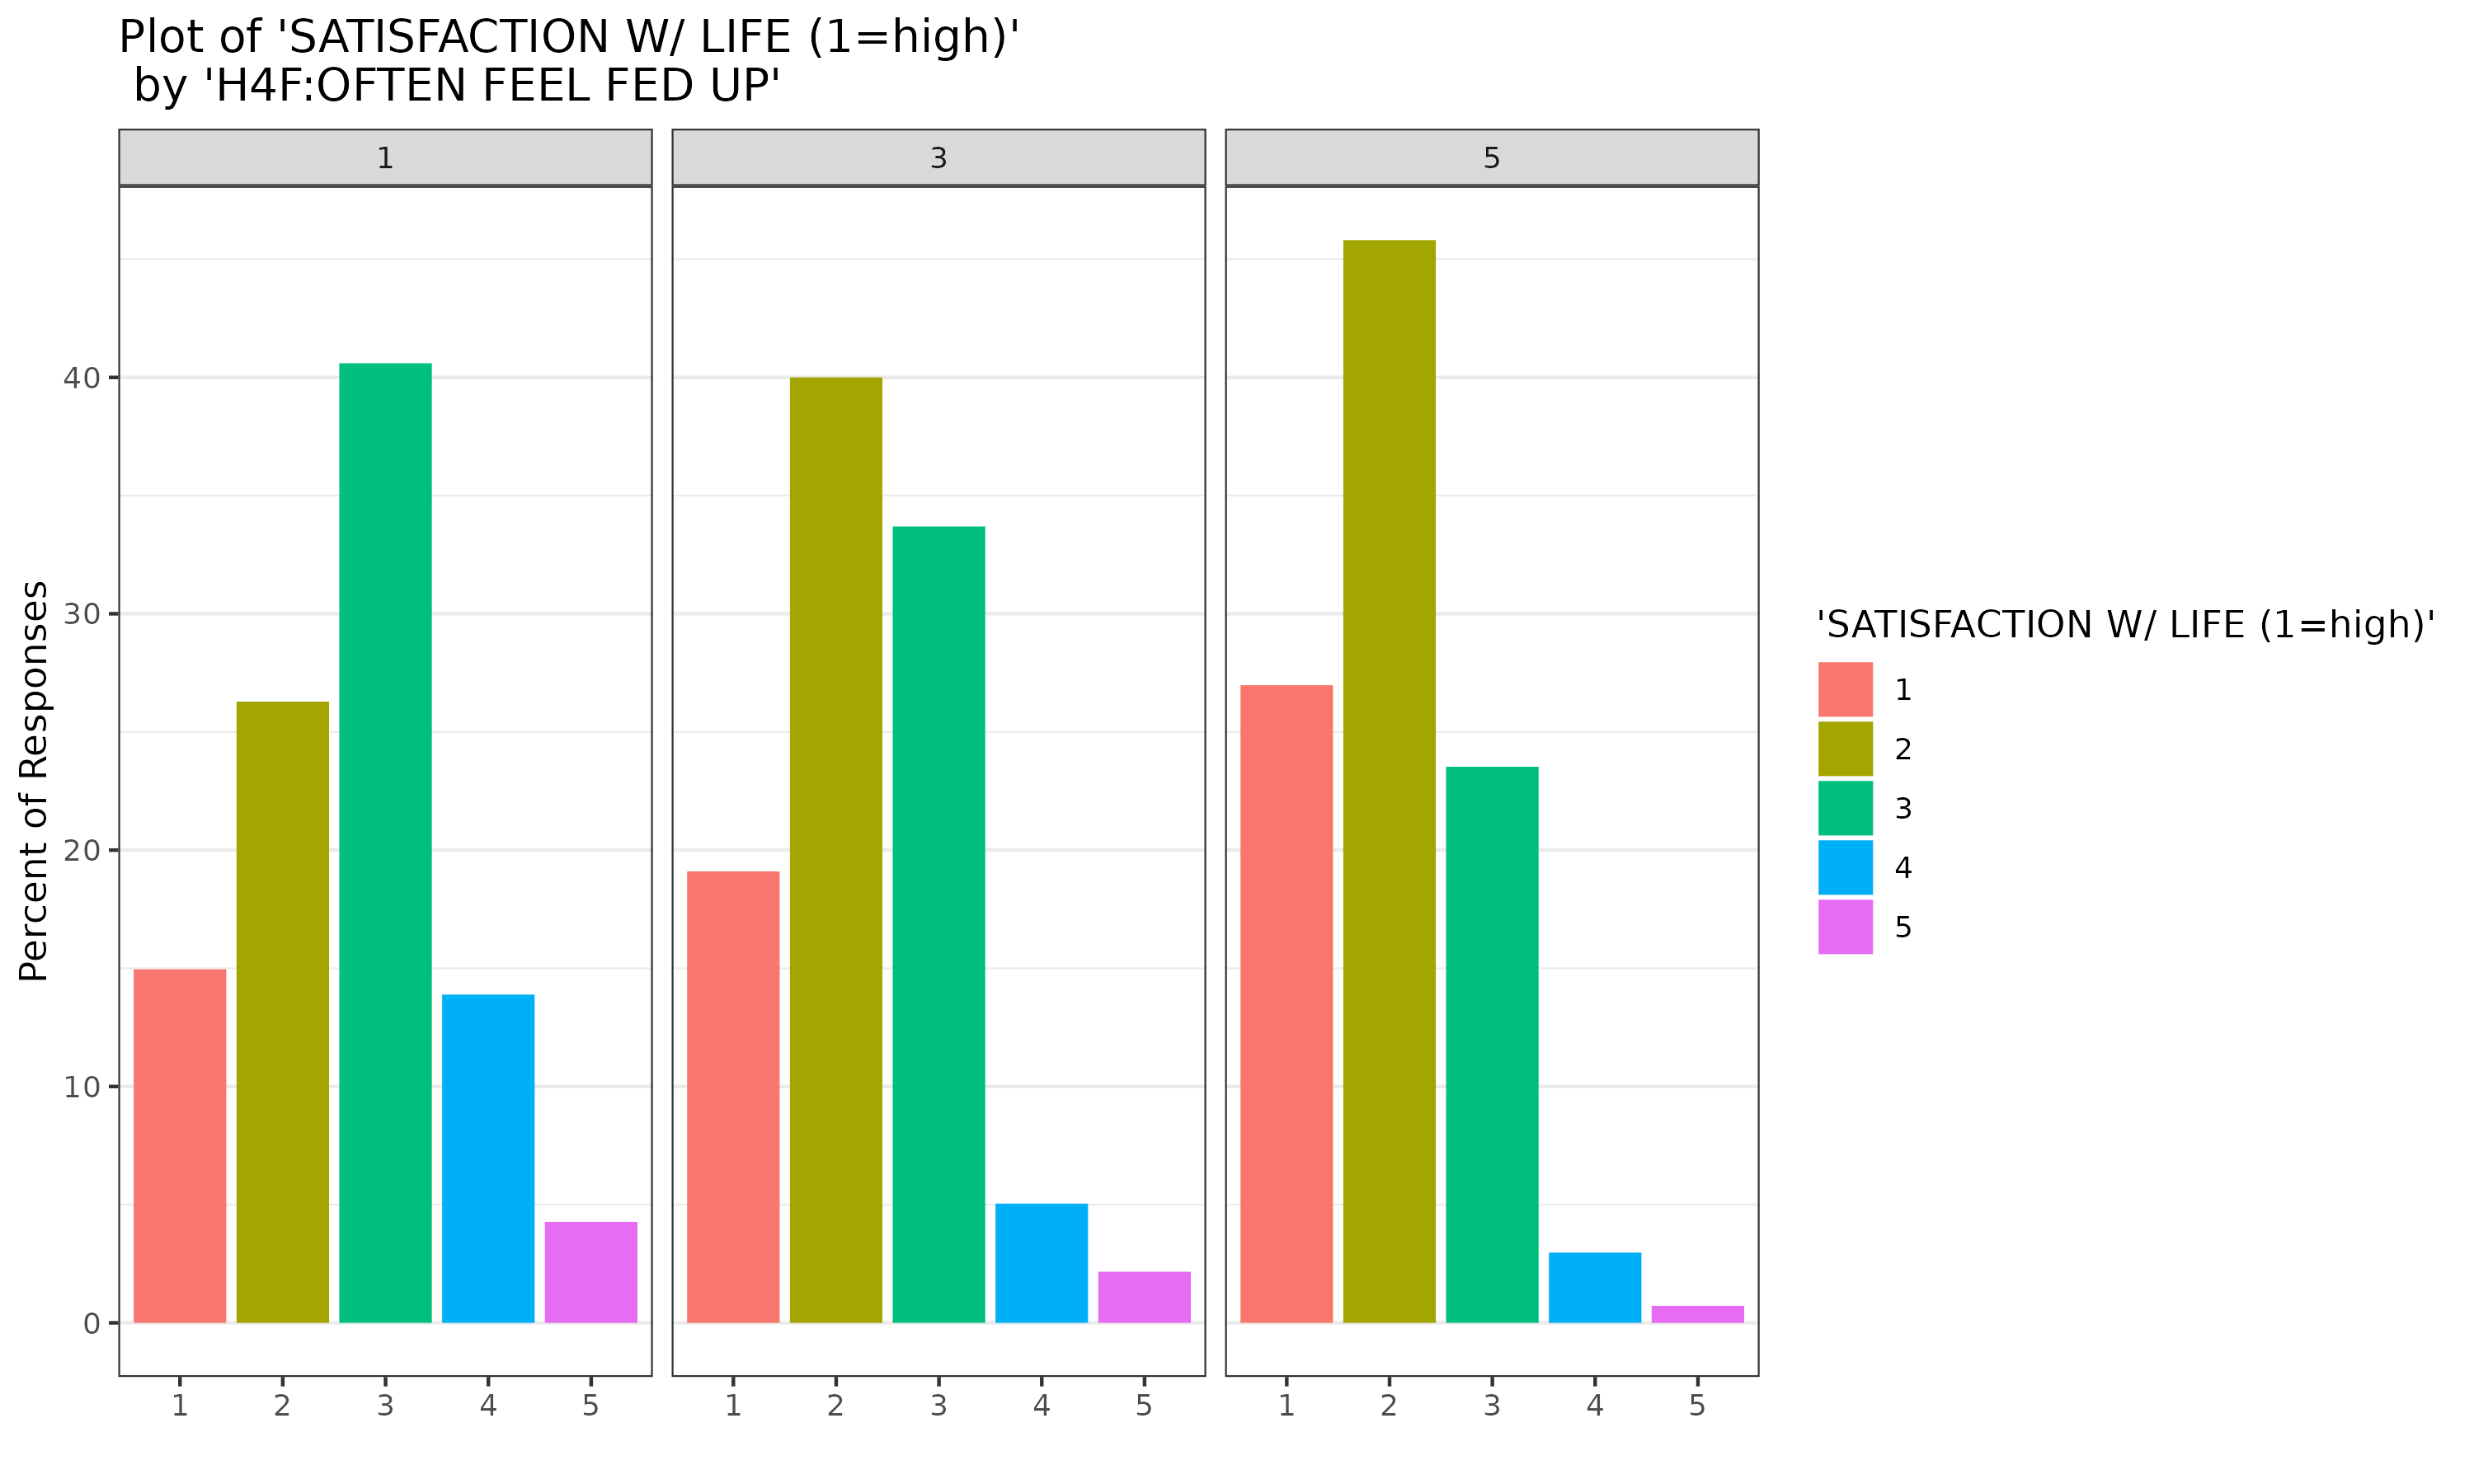 Plot of 'SATISFACTION W/ LIFE (1=high)'
by 'H4F:OFTEN FEEL FED UP'
1 3 5
Percent of Responses
40
30
20
10
0
1 2 3 4 5 1 2 3 4 5 1 2 3 4 5
'SATISFACTION W/ LIFE (1=high)'
1
2
3
4
5